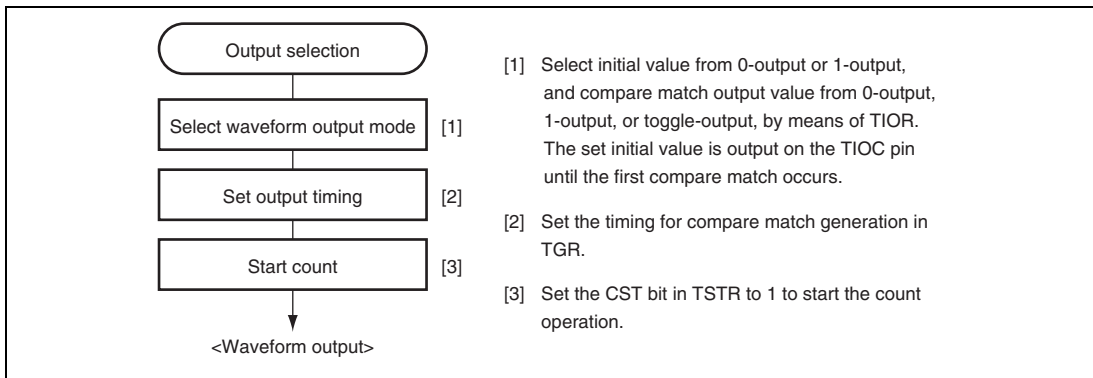 Output selection
Select waveform output mode [1]
Set output timing [2]
Start count [3]
<Waveform output>
[1] Select initial value from 0-output or 1-output,
and compare match output value from 0-output,
1-output, or toggle-output, by means of TIOR.
The set initial value is output on the TIOC pin
until the first compare match occurs.
[2] Set the timing for compare match generation in
TGR.
[3] Set the CST bit in TSTR to 1 to start the count
operation.